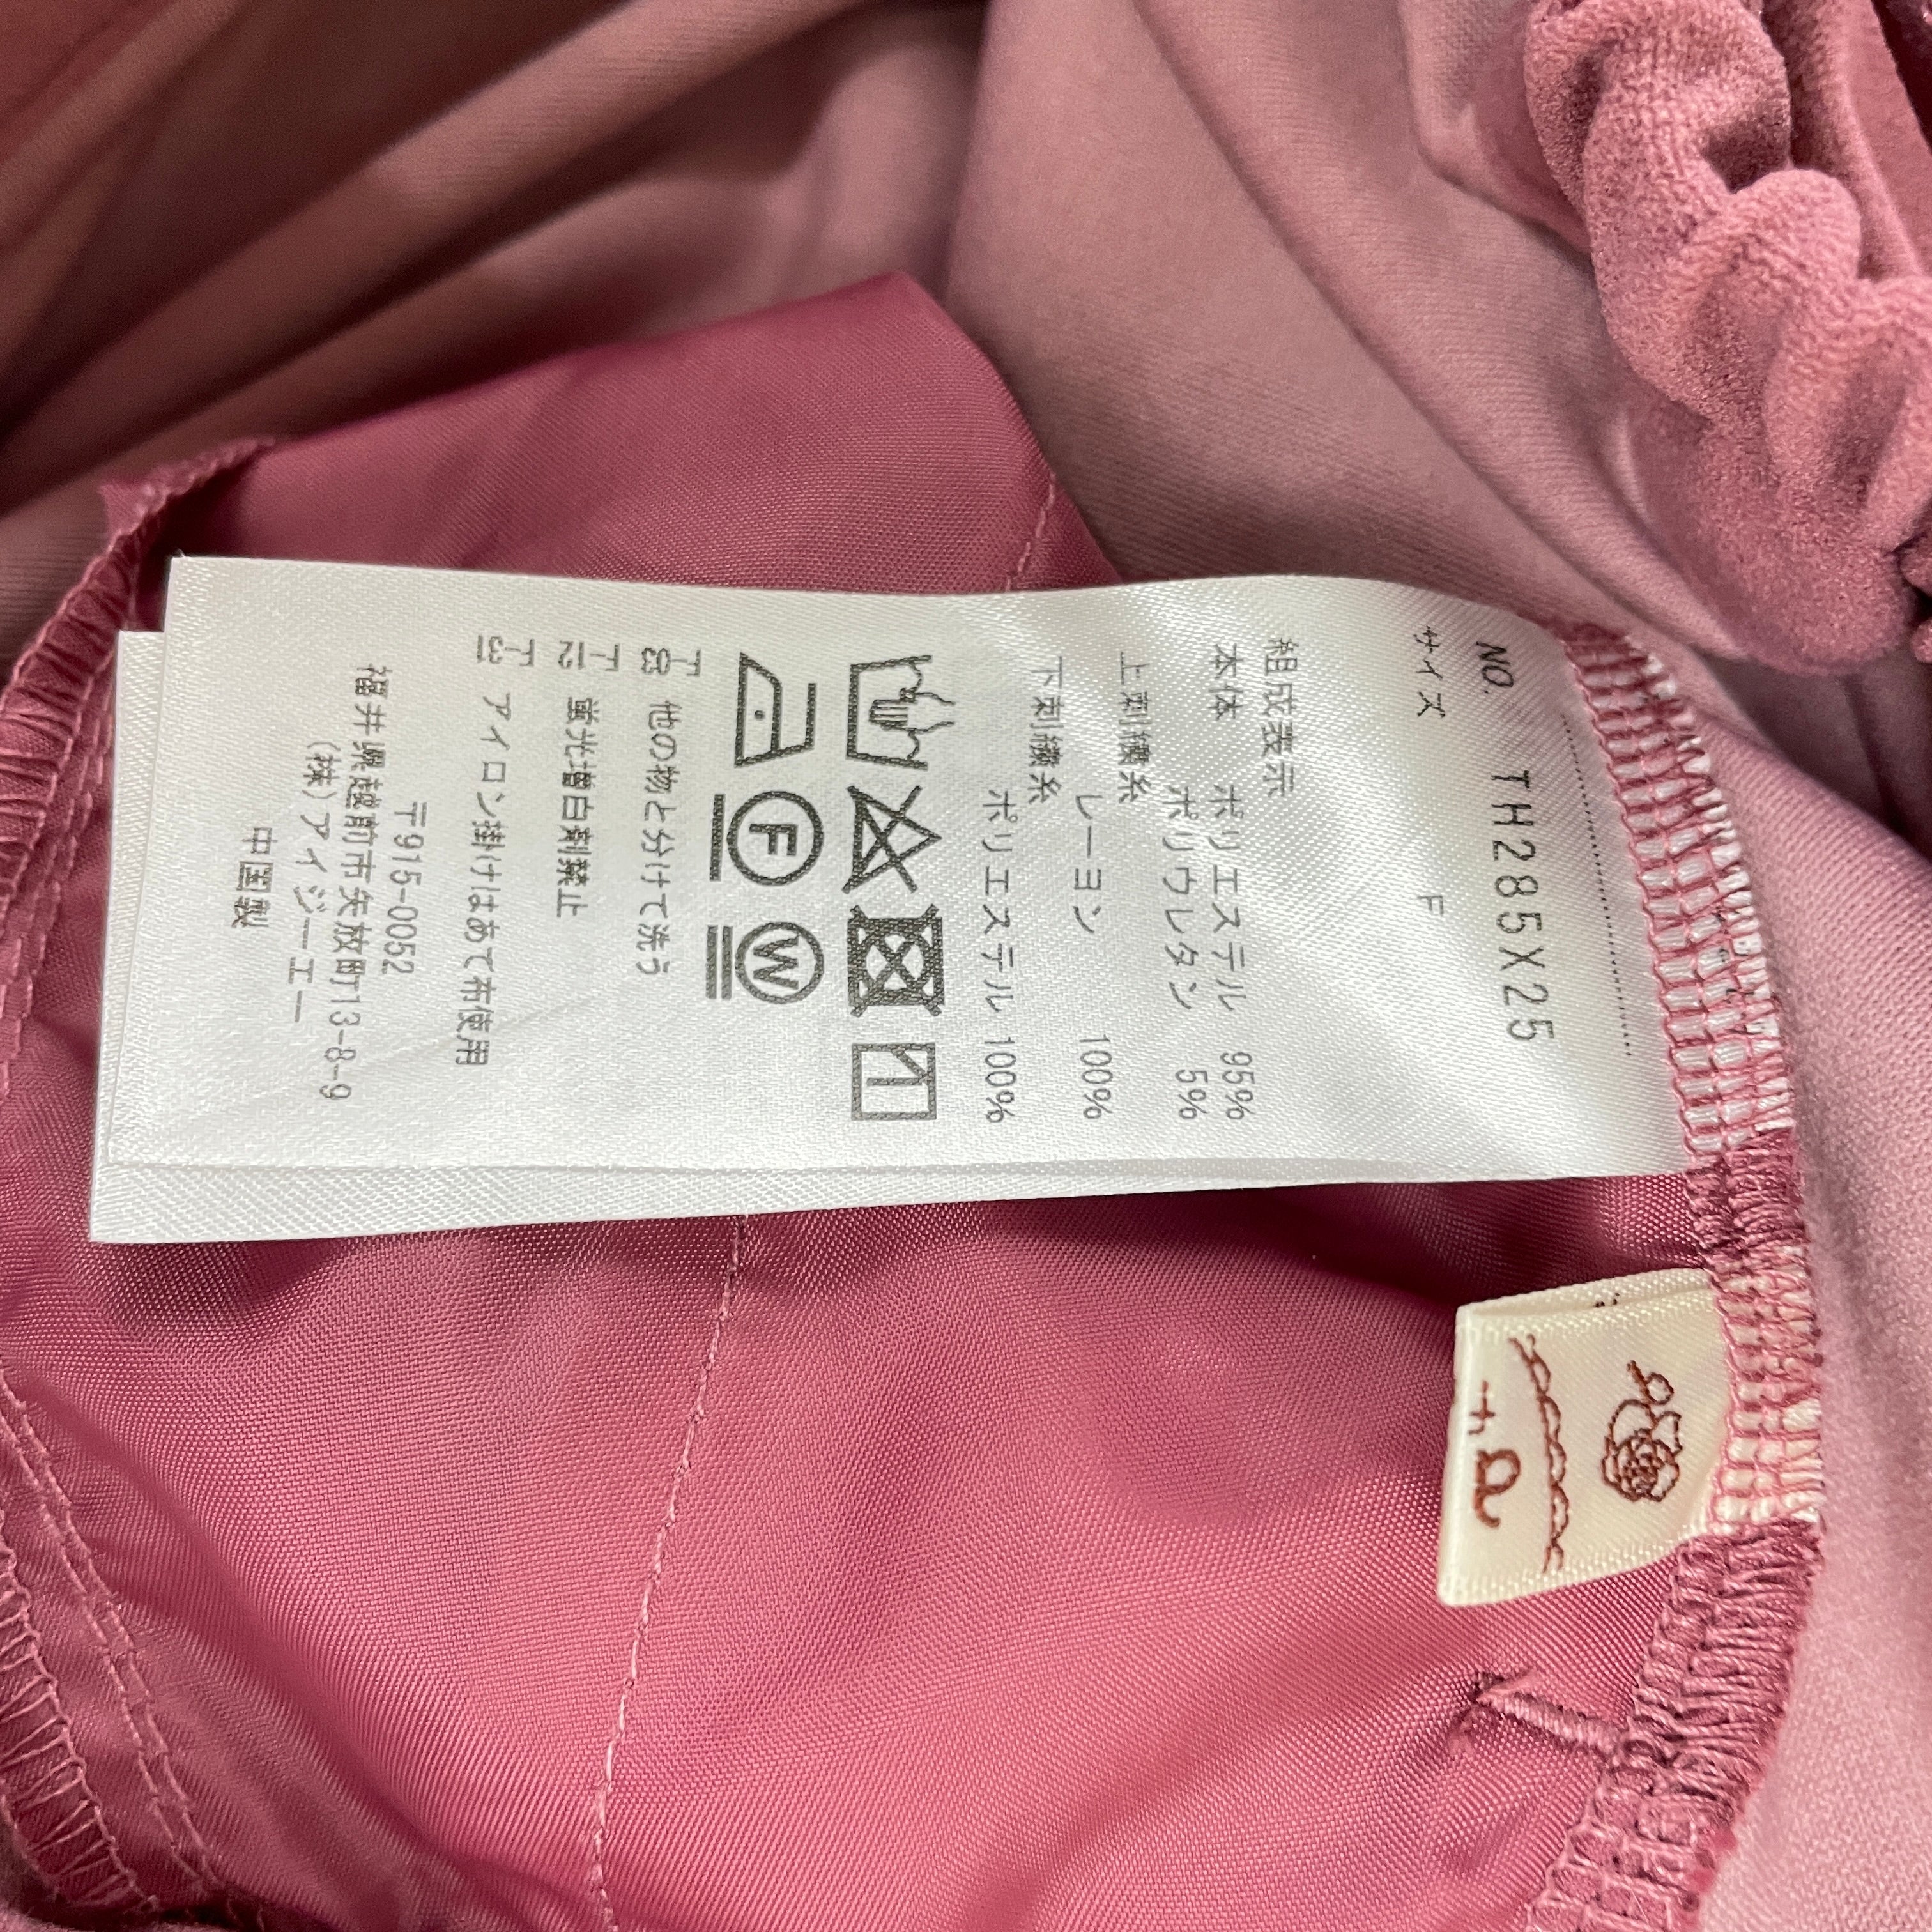 NO. TH285X25
サイズ F
組成表示
本体 ポリエステル 95%
ポリウレタン 5%
上刺繍糸
レーヨン 100%
下刺繍糸
ポリエステル 100%
F
W
T-03 他の物と分けて洗う
T-12 蛍光増白剤禁止
T-31 アイロン掛けはあて布使用
〒915-0052
福井県越前市矢放町13-8-9
(株)アイジーエー
中国製